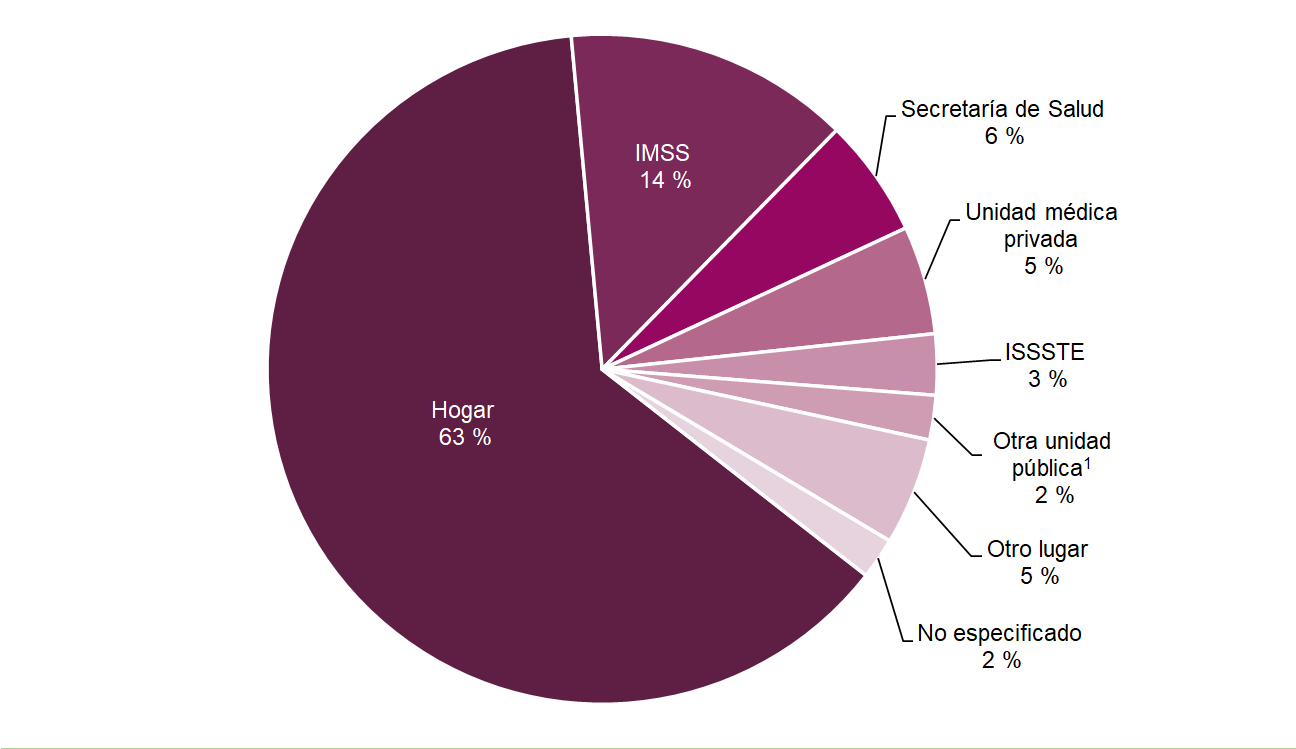 Secretaría de Salud
6 %
IMSS
14 %
Unidad médica
privada
5 %
ISSSTE
3 %
Hogar
63 %
Otra unidad
pública¹
2 %
Otro lugar
5 %
No especificado
2 %